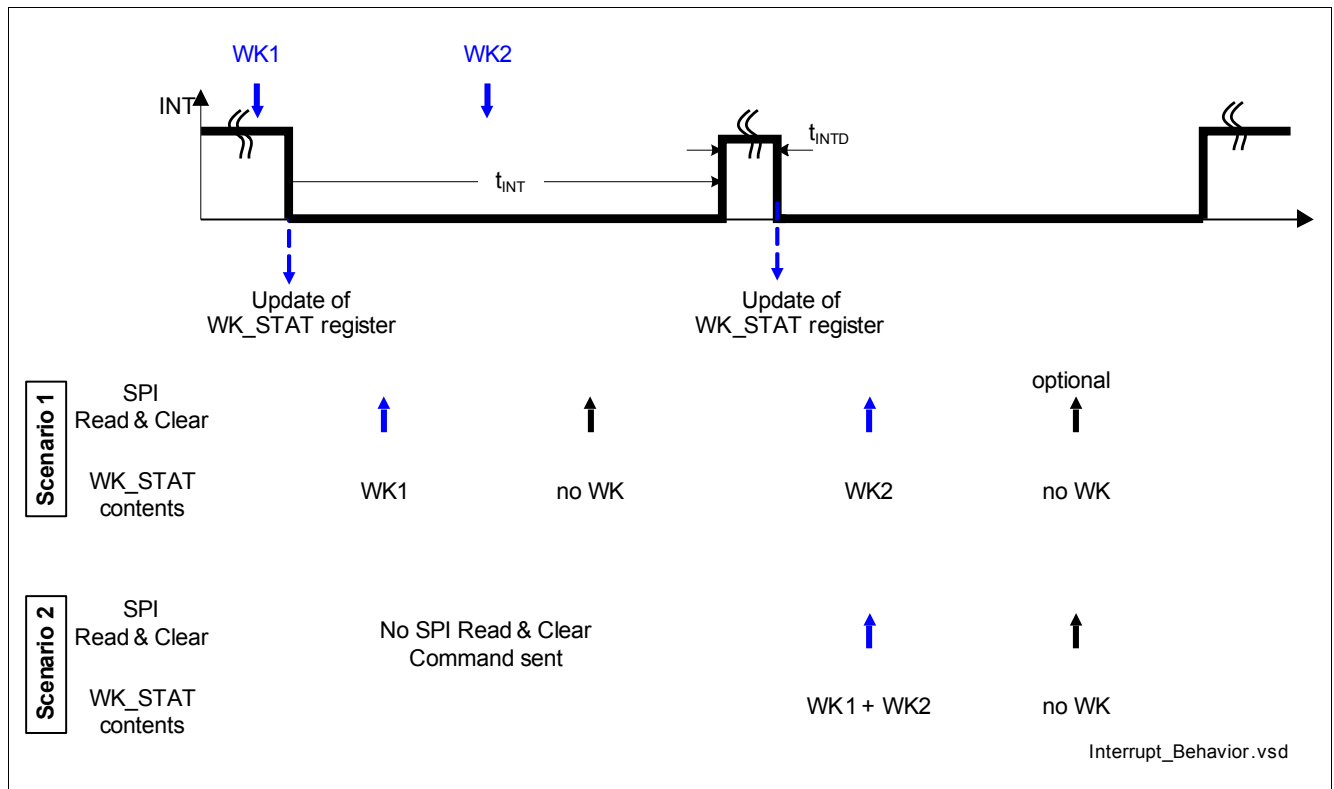 WK1
WK2
INT
tINTD
tINT
Update of
WK_STAT register
Update of
WK_STAT register
Scenario 1
SPI
Read & Clear
optional
WK_STAT
contents
WK1
no WK
WK2
no WK
Scenario 2
SPI
Read & Clear
No SPI Read & Clear
Command sent
WK_STAT
contents
WK1 + WK2
no WK
Interrupt_Behavior.vsd